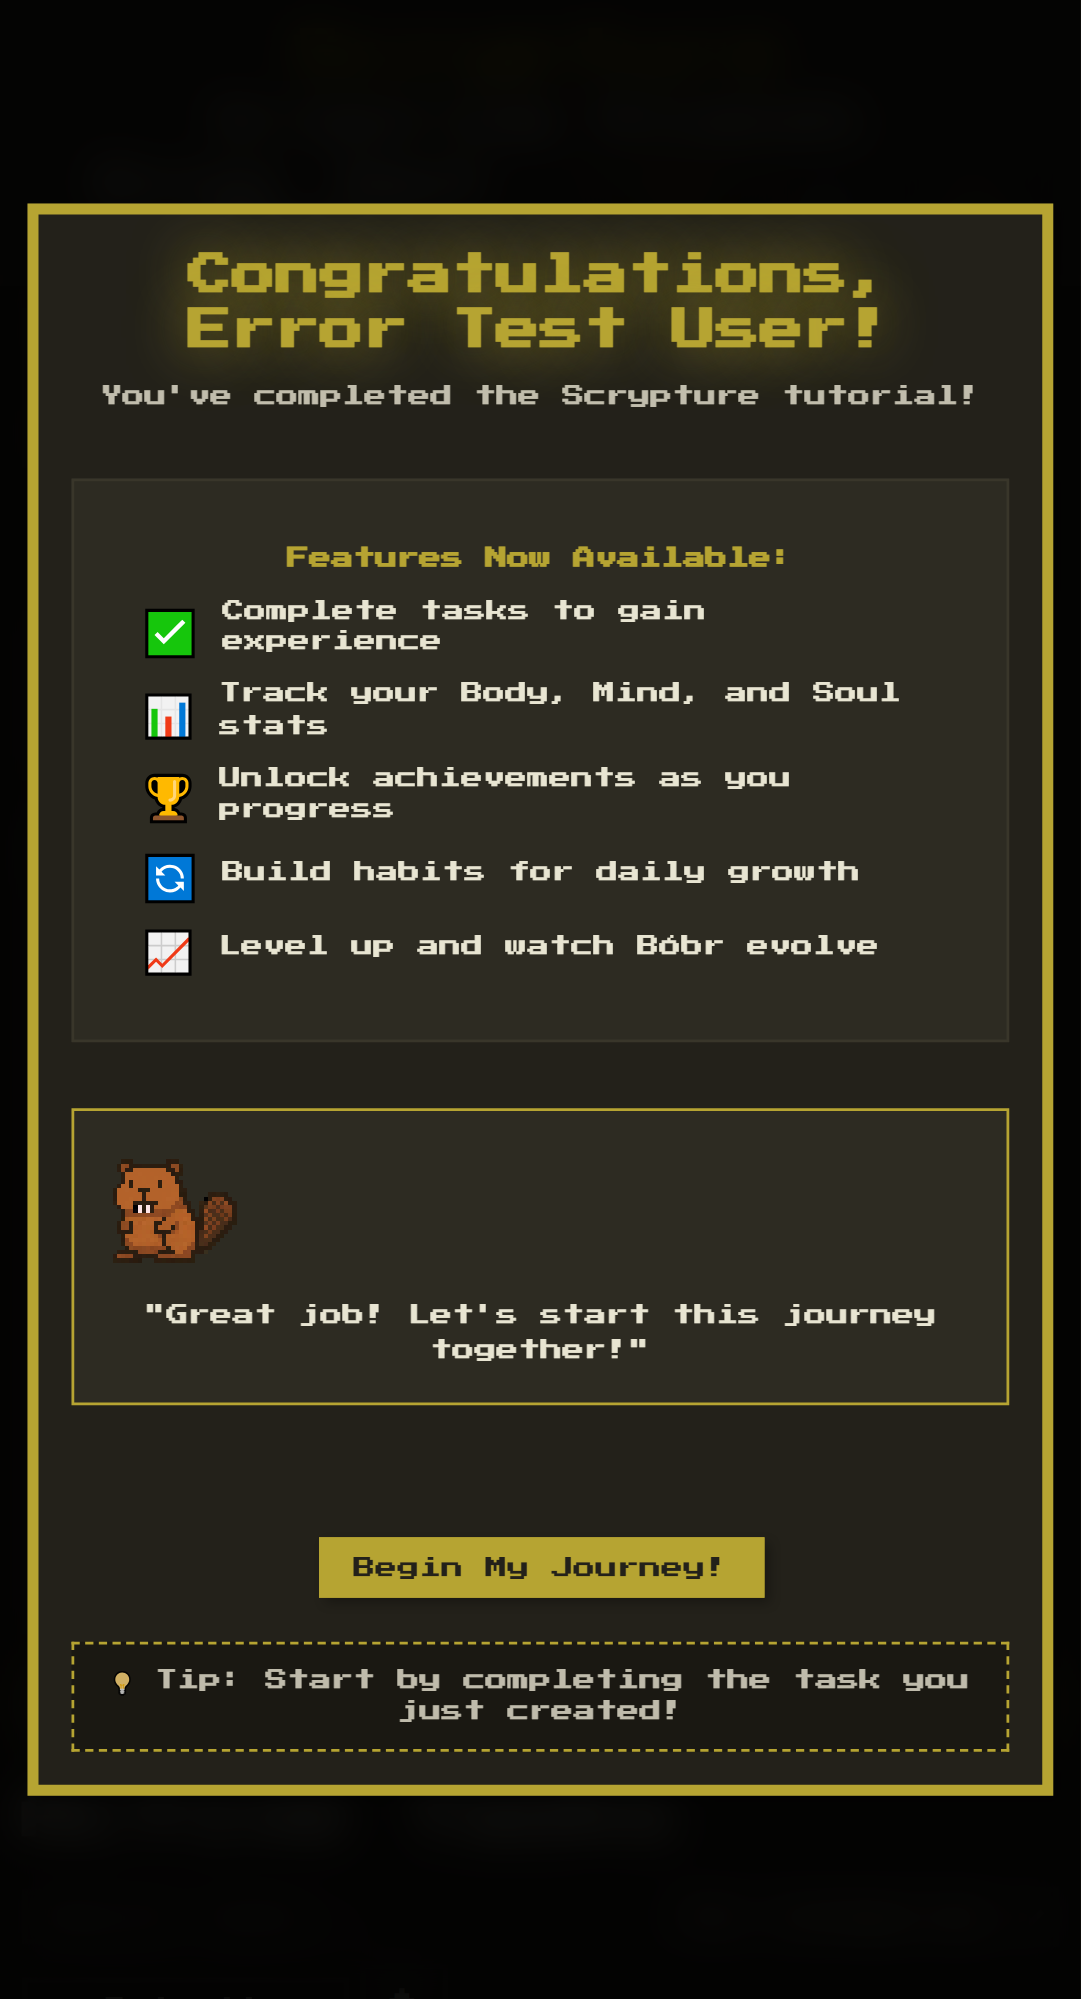 Congratulations,
Error Test User!
You've completed the Scrypture tutorial!
Features Now Available:
Complete tasks to gain
experience
Track your Body, Mind, and Soul
stats
Unlock achievements as you
progress
Build habits for daily growth
Level up and watch Bóbr evolve
"Great job! Let's start this journey
together!"
Begin My Journey!
Tip: Start by completing the task you
just created!